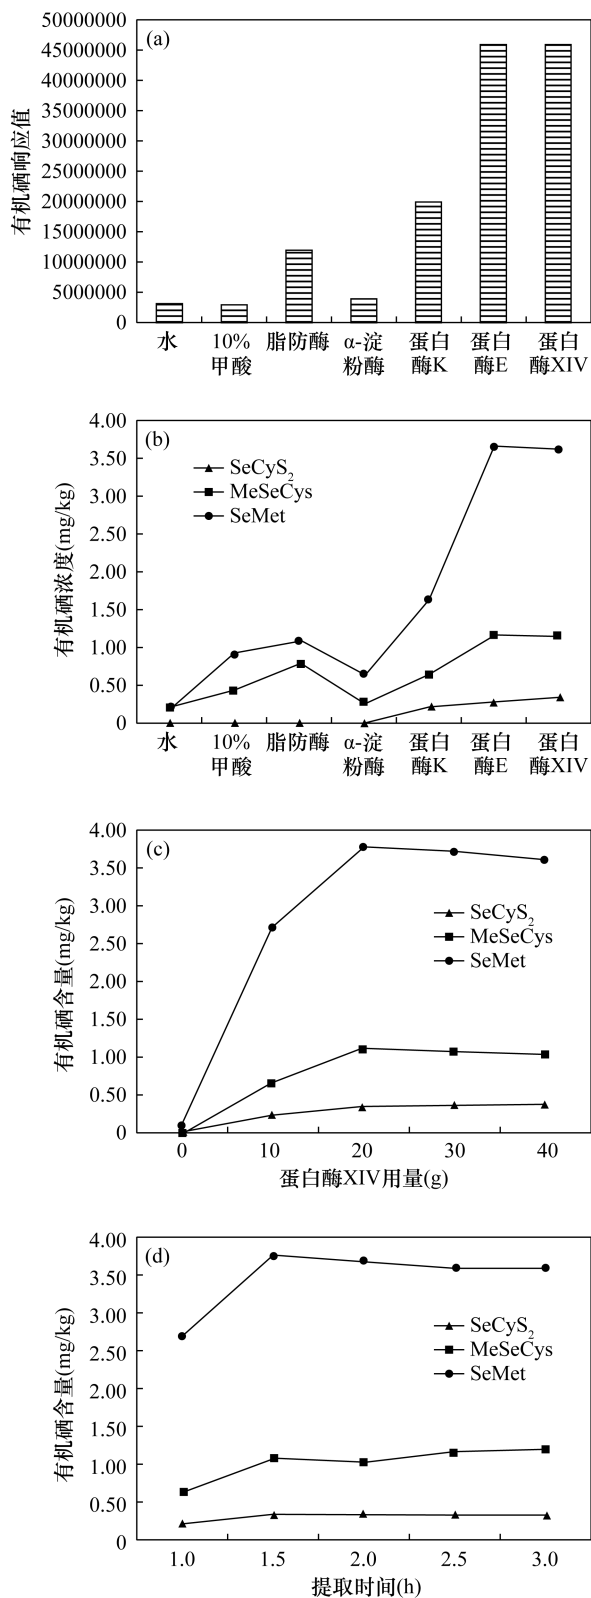 (a)
有机硒响应值
50000000
45000000
40000000
35000000
30000000
25000000
20000000
15000000
10000000
5000000
0
水 10% 脂防酶 α-淀 蛋白 蛋白 蛋白
甲酸 粉酶 酶K 酶E 酶XIV
(b)
有机硒浓度(mg/kg)
4.00
3.50
3.00
2.50
2.00
1.50
1.00
0.50
0
SeCyS2
MeSeCys
SeMet
水 10% 脂防酶 α-淀 蛋白 蛋白 蛋白
甲酸 粉酶 酶K 酶E 酶XIV
(c)
有机硒含量(mg/kg)
4.00
3.50
3.00
2.50
2.00
1.50
1.00
0.50
0
SeCyS2
MeSeCys
SeMet
0 10 20 30 40
蛋白酶XIV用量(g)
(d)
有机硒含量(mg/kg)
4.00
3.50
3.00
2.50
2.00
1.50
1.00
0.50
0
SeCyS2
MeSeCys
SeMet
1.0 1.5 2.0 2.5 3.0
提取时间(h)